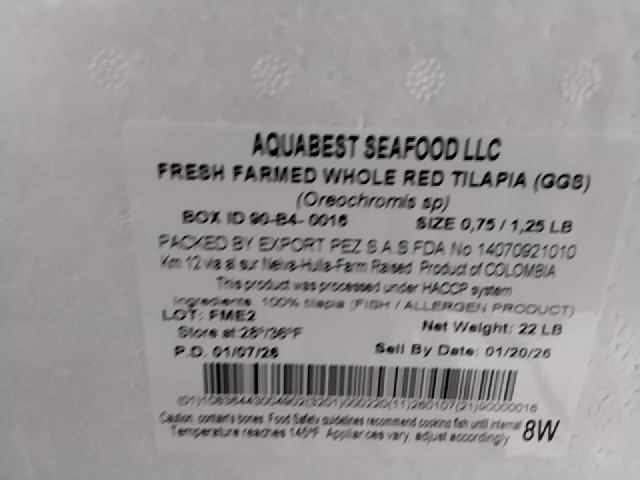 AQUABEST SEAFOOD LLC
FRESH FARMED WHOLE RED TILAPIA (GGS)
(Oreochromis sp)
BOX ID 90-B4- 0016 SIZE 0,75 / 1,25 LB
PACKED BY EXPORT PEZ S.A.S FDA No 14070921010
Km 12 via al sur Neiva-Huila-Farm Raised. Product of COLOMBIA
This product was processed under HACCP system
Ingredients: 100% tilapia (FISH / ALLERGEN PRODUCT)
LOT: FME2 Net Weight: 22 LB
Store at 28°/36°F
P.D. 01/07/26 Sell By Date: 01/20/26
Caution: contains bones. Food Safety guidelines recommend cooking fish until internal
Temperature reaches 145°F. Appliances vary, adjust accordingly
8W